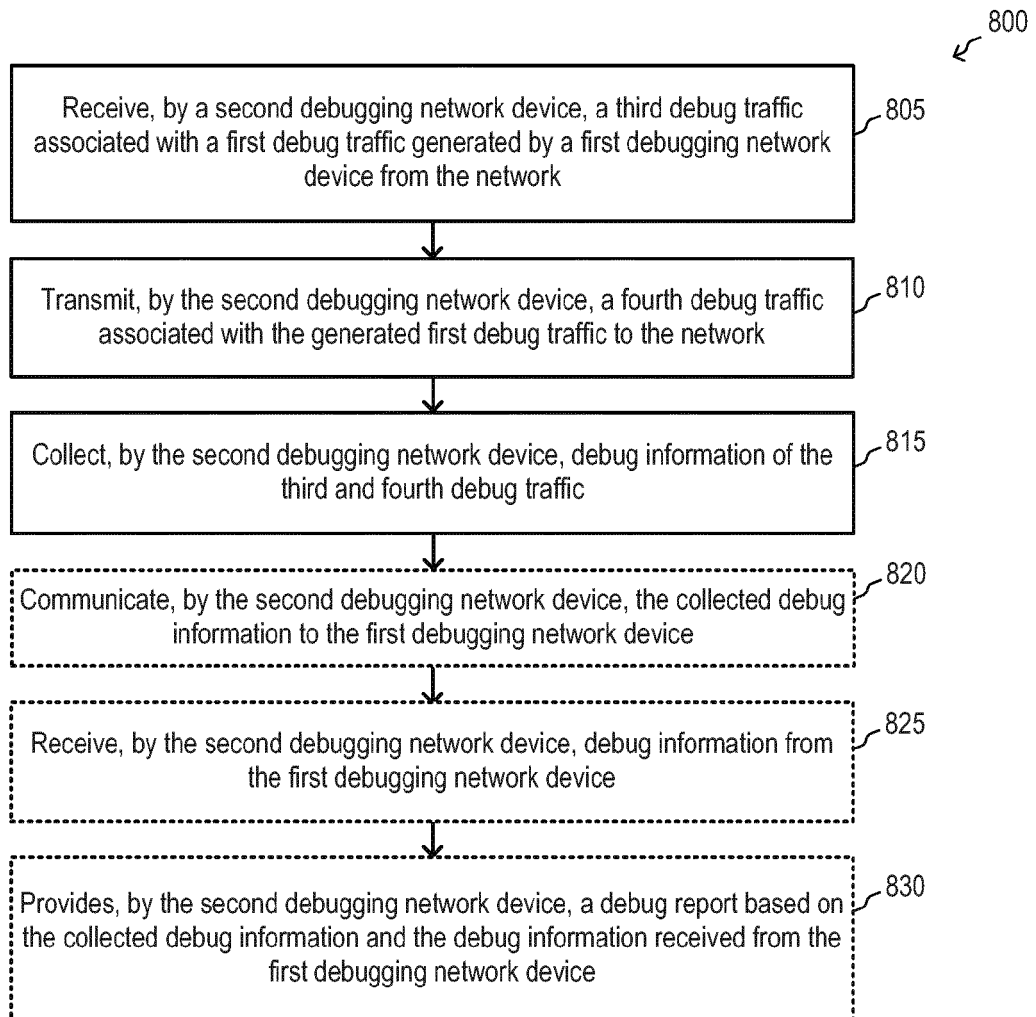 800
Receive, by a second debugging network device, a third debug traffic
associated with a first debug traffic generated by a first debugging network
device from the network
805
Transmit, by the second debugging network device, a fourth debug traffic
associated with the generated first debug traffic to the network
810
Collect, by the second debugging network device, debug information of the
third and fourth debug traffic
815
Communicate, by the second debugging network device, the collected debug
information to the first debugging network device
820
Receive, by the second debugging network device, debug information from
the first debugging network device
825
Provides, by the second debugging network device, a debug report based on
the collected debug information and the debug information received from the
first debugging network device
830